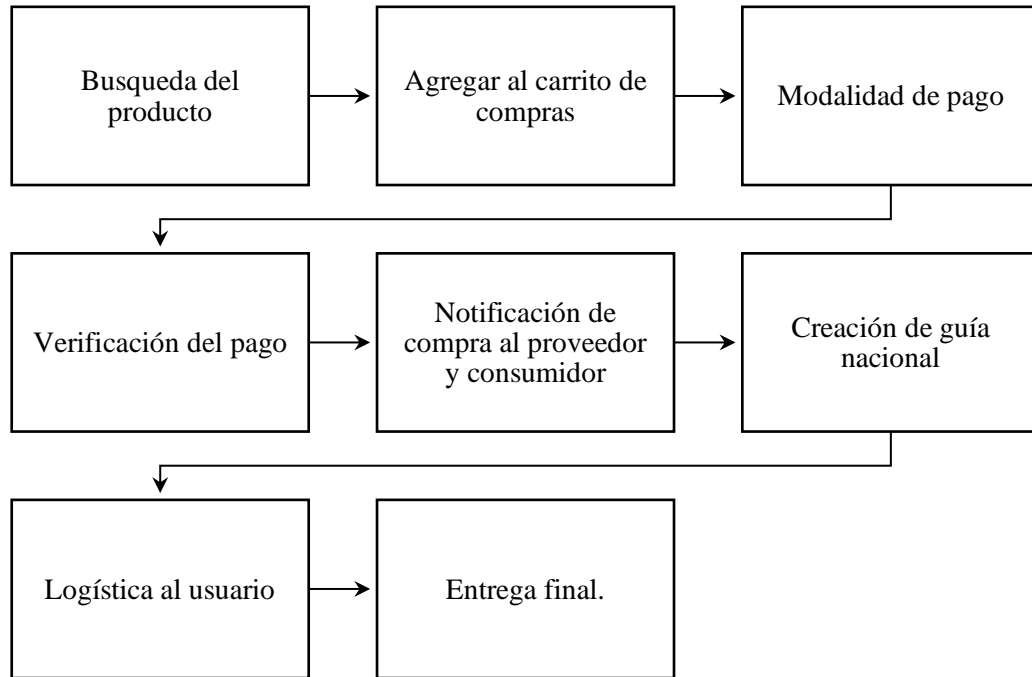 Busqueda del
producto
Agregar al carrito de
compras
Modalidad de pago
Verificación del pago
Notificación de
compra al proveedor
y consumidor
Creación de guía
nacional
Logística al usuario
Entrega final.